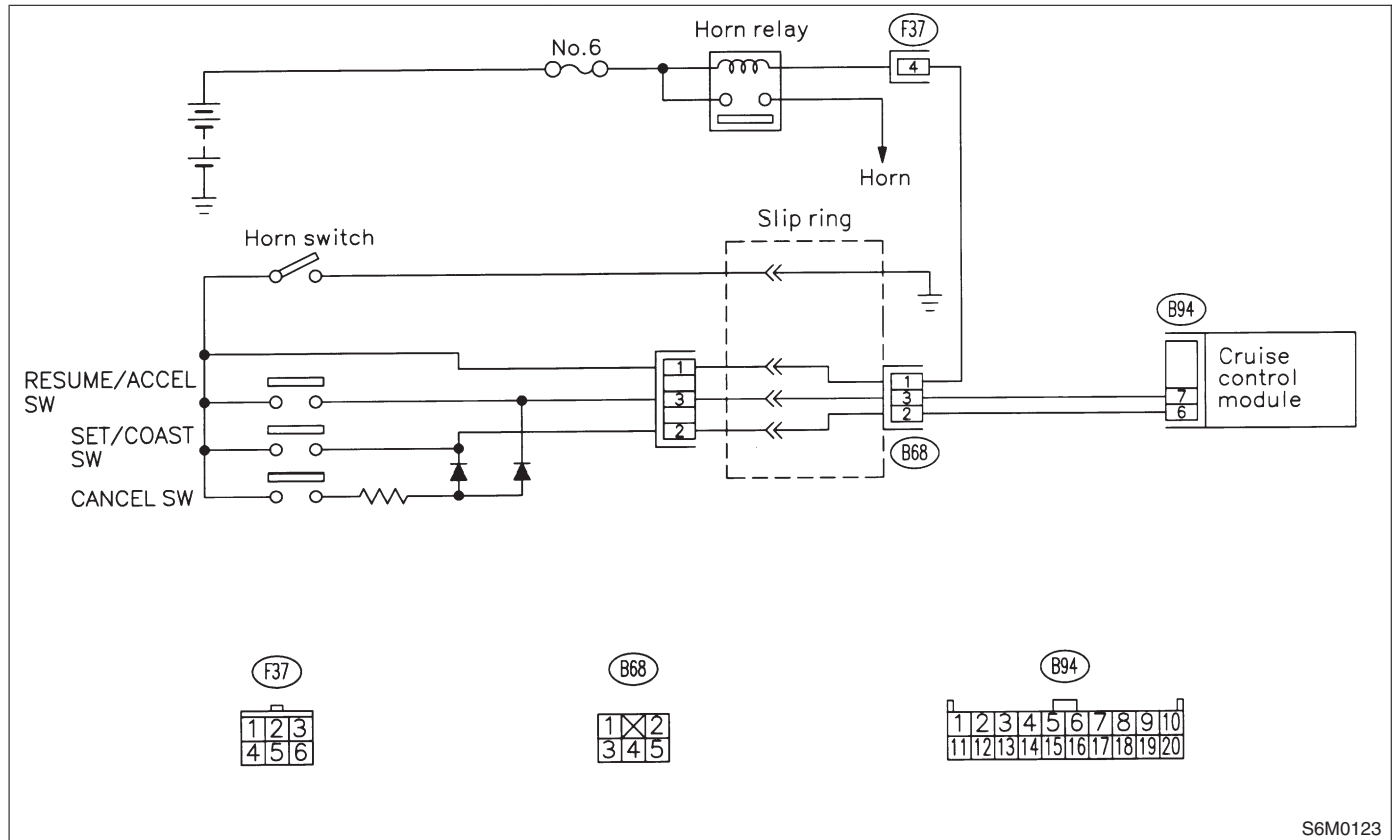 Horn relay
F37
No.6
4
Horn
Slip ring
Horn switch
B94
RESUME/ACCEL
SW
1
1
Cruise
control
module
3
3
7
2
6
SET/COAST
SW
2
B68
CANCEL SW
F37
B68
B94
1 2 3
4 5 6
1 2
3 4 5
1 2 3 4 5 6 7 8 9 10
11 12 13 14 15 16 17 18 19 20
S6M0123